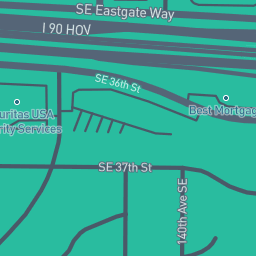 SE Eastgate Way
I 90 HOV
SE 36th St
uritas USA
rity Services
Best Mortgag
SE 37th St
140th Ave SE